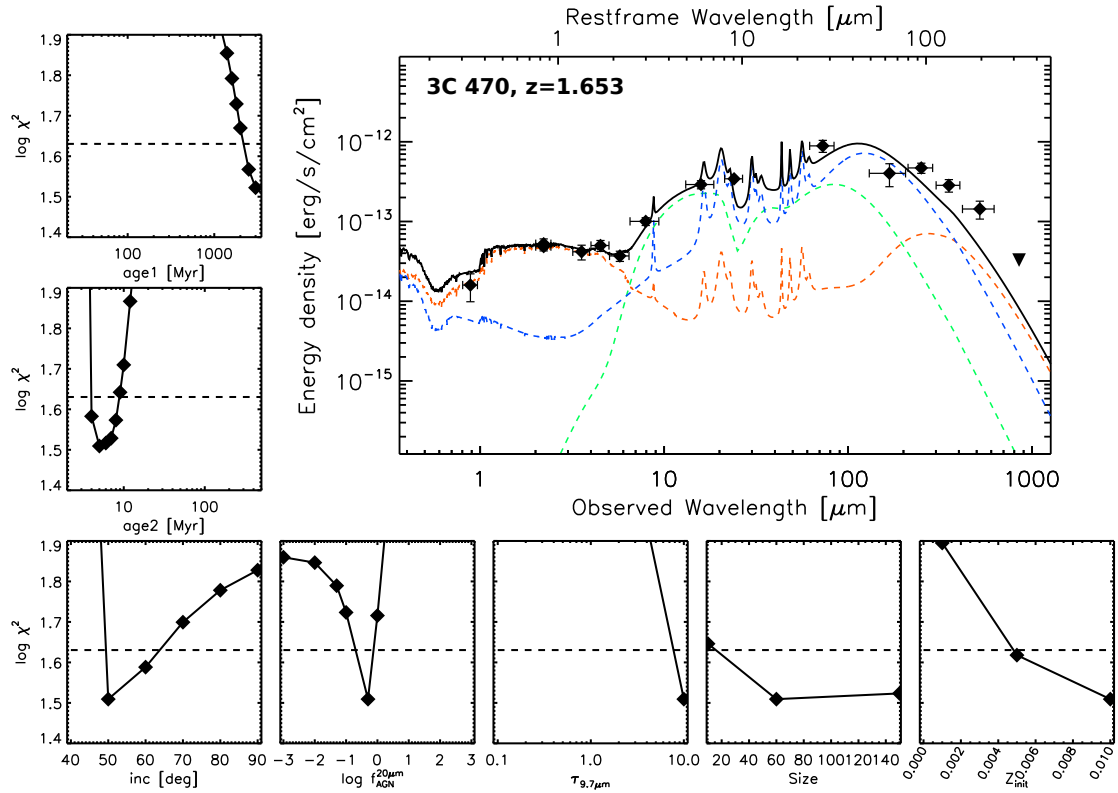 Restframe Wavelength [μm]
1 10 100
3C 470, z=1.653
Energy density [erg/s/cm²]
10⁻¹²
10⁻¹³
10⁻¹⁴
10⁻¹⁵
1 10 100 1000
Observed Wavelength [μm]
log χ²
1.9
1.8
1.7
1.6
1.5
1.4
100 1000
age1 [Myr]
log χ²
1.9
1.8
1.7
1.6
1.5
1.4
10 100
age2 [Myr]
log χ²
1.9
1.8
1.7
1.6
1.5
1.4
40 50 60 70 80 90
inc [deg]
−3 −2 −1 0 1 2 3
log f_AGN^20μm
0.1 1.0 10.0
τ_9.7μm
20 40 60 80 100 120 140
Size
0.000 0.002 0.004 0.006 0.008 0.010
Z_init